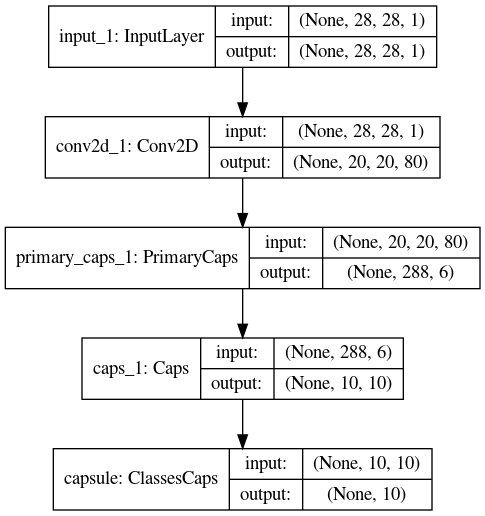 input_1: InputLayer
input: (None, 28, 28, 1)
output: (None, 28, 28, 1)
conv2d_1: Conv2D
input: (None, 28, 28, 1)
output: (None, 20, 20, 80)
primary_caps_1: PrimaryCaps
input: (None, 20, 20, 80)
output: (None, 288, 6)
caps_1: Caps
input: (None, 288, 6)
output: (None, 10, 10)
capsule: ClassesCaps
input: (None, 10, 10)
output: (None, 10)